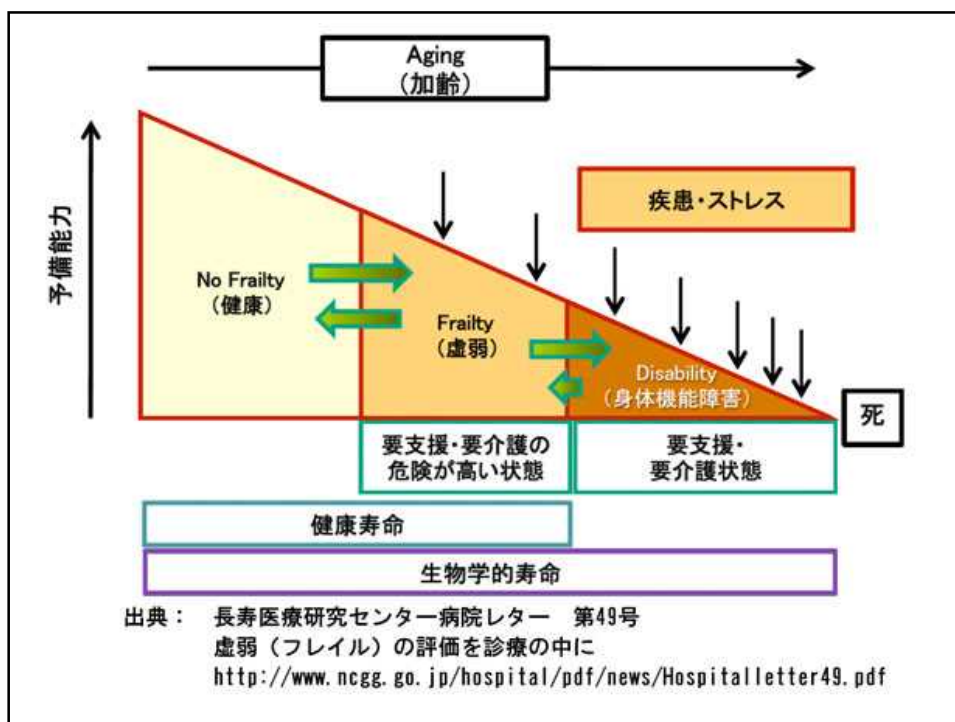 Aging
（加齢）
予備能力
疾患・ストレス
No Frailty
（健康）
Frailty
（虚弱）
Disability
（身体機能障害）
死
要支援・要介護の
危険が高い状態
要支援・
要介護状態
健康寿命
生物学的寿命
出典： 長寿医療研究センター病院レター 第49号
虚弱（フレイル）の評価を診療の中に
http://www.ncgg.go.jp/hospital/pdf/news/Hospitalletter49.pdf